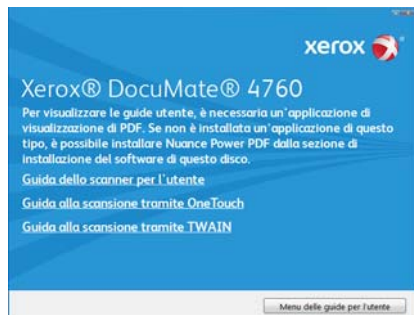 xerox
Xerox® DocuMate® 4760
Per visualizzare le guide utente, è necessaria un'applicazione di
visualizzazione di PDF. Se non è installata un'applicazione di questo
tipo, è possibile installare Nuance Power PDF dalla sezione di
installazione del software di questo disco.
Guida dello scanner per l'utente
Guida alla scansione tramite OneTouch
Guida alla scansione tramite TWAIN
Menu delle guide per l'utente